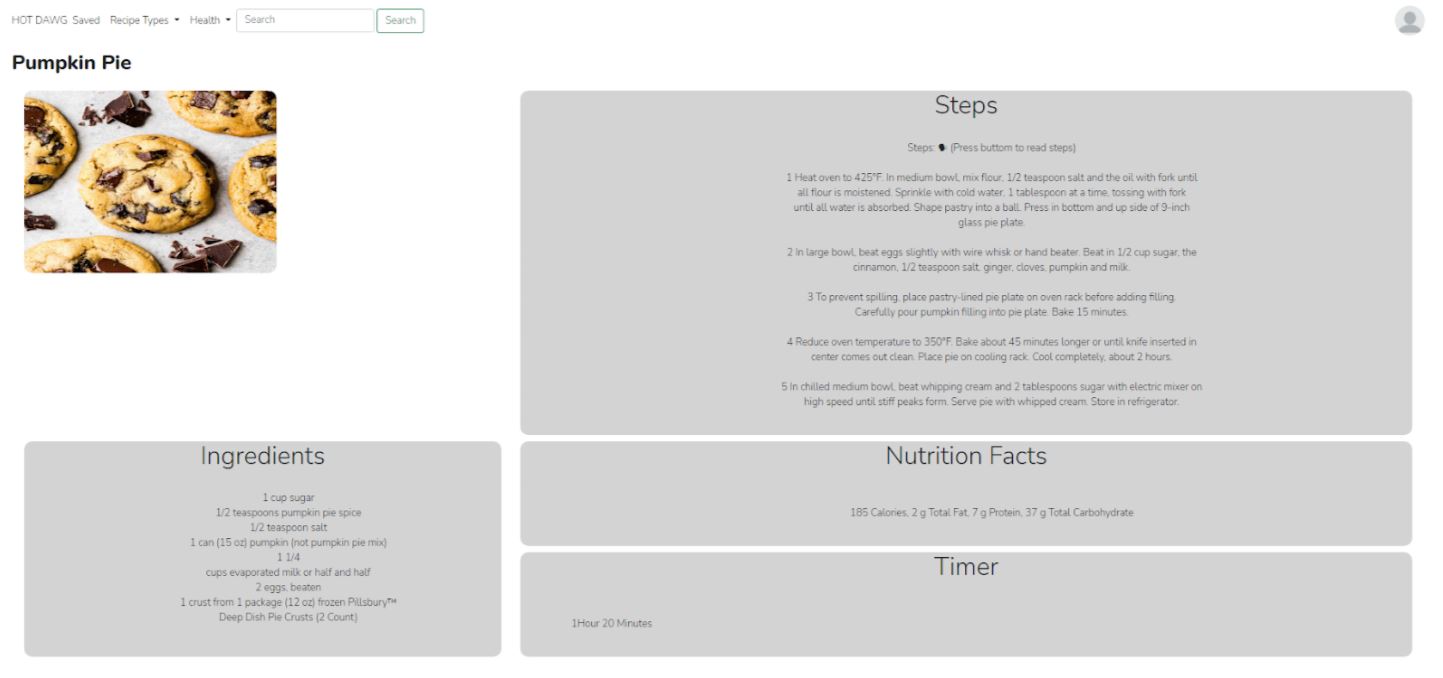 HOT DAWG Saved Recipe Types Health Search Search
Pumpkin Pie
Steps
Steps: (Press buttom to read steps)
1 Heat oven to 425°F. In medium bowl, mix flour, 1/2 teaspoon salt and the oil with fork until
all flour is moistened. Sprinkle with cold water, 1 tablespoon at a time, tossing with fork
until all water is absorbed. Shape pastry into a ball. Press in bottom and up side of 9-inch
glass pie plate.
2 In large bowl, beat eggs slightly with wire whisk or hand beater. Beat in 1/2 cup sugar, the
cinnamon, 1/2 teaspoon salt, ginger, cloves, pumpkin and milk.
3 To prevent spilling, place pastry-lined pie plate on oven rack before adding filling.
Carefully pour pumpkin filling into pie plate. Bake 15 minutes.
4 Reduce oven temperature to 350°F. Bake about 45 minutes longer or until knife inserted in
center comes out clean. Place pie on cooling rack. Cool completely, about 2 hours.
5 In chilled medium bowl, beat whipping cream and 2 tablespoons sugar with electric mixer on
high speed until stiff peaks form. Serve pie with whipped cream. Store in refrigerator.
Ingredients
1 cup sugar
1/2 teaspoons pumpkin pie spice
1/2 teaspoon salt
1 can (15 oz) pumpkin (not pumpkin pie mix)
1 1/4
cups evaporated milk or half and half
2 eggs, beaten
1 crust from 1 package (12 oz) frozen Pillsbury™
Deep Dish Pie Crusts (2 Count)
Nutrition Facts
185 Calories, 2 g Total Fat, 7 g Protein, 37 g Total Carbohydrate
Timer
1Hour 20 Minutes